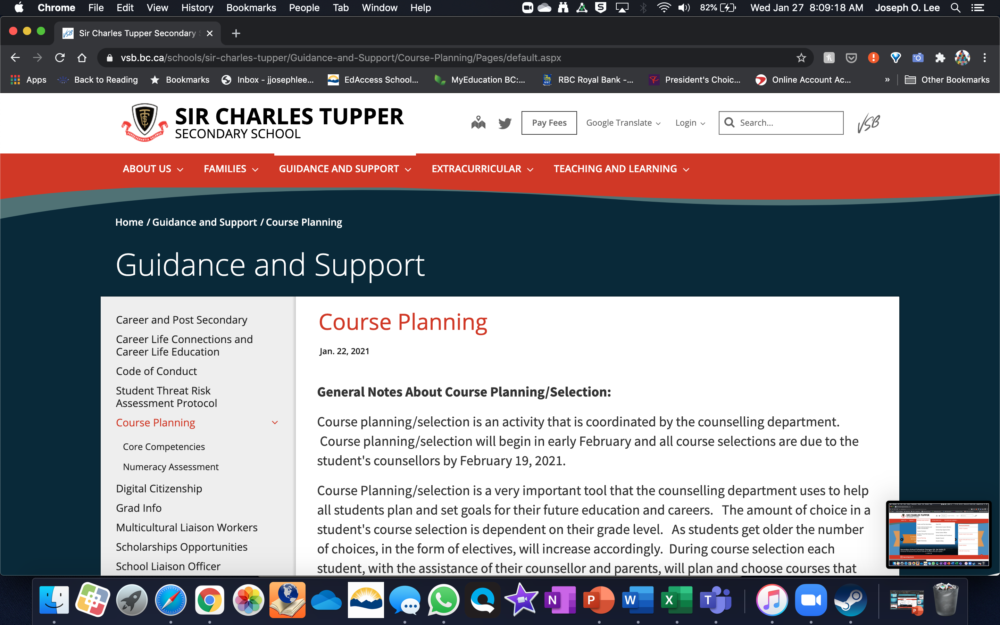 Chrome File Edit View History Bookmarks People Tab Window Help 82% Wed Jan 27 8:09:18 AM Joseph O. Lee
Sir Charles Tupper Secondary
vsb.bc.ca/schools/sir-charles-tupper/Guidance-and-Support/Course-Planning/Pages/default.aspx
Apps Back to Reading Bookmarks Inbox - jjosephlee... EdAccess School... MyEducation BC:... RBC Royal Bank -... President's Choic... Online Account Ac... » Other Bookmarks
SIR CHARLES TUPPER
SECONDARY SCHOOL
Pay Fees Google Translate Login Search... VSB
ABOUT US FAMILIES GUIDANCE AND SUPPORT EXTRACURRICULAR TEACHING AND LEARNING
Home / Guidance and Support / Course Planning
Guidance and Support
Career and Post Secondary
Career Life Connections and
Career Life Education
Code of Conduct
Student Threat Risk
Assessment Protocol
Course Planning
Core Competencies
Numeracy Assessment
Digital Citizenship
Grad Info
Multicultural Liaison Workers
Scholarships Opportunities
School Liaison Officer
Course Planning
Jan. 22, 2021
General Notes About Course Planning/Selection:
Course planning/selection is an activity that is coordinated by the counselling department.
Course planning/selection will begin in early February and all course selections are due to the
student's counsellors by February 19, 2021.
Course Planning/selection is a very important tool that the counselling department uses to help
all students plan and set goals for their future education and careers. The amount of choice in a
student's course selection is dependent on their grade level. As students get older the number
of choices, in the form of electives, will increase accordingly. During course selection each
student, with the assistance of their counsellor and parents, will plan and choose courses that
SIR CHARLES TUPPER
Secondary School Schedule Changes Q3, Q4 2020-21
N P W X T
P